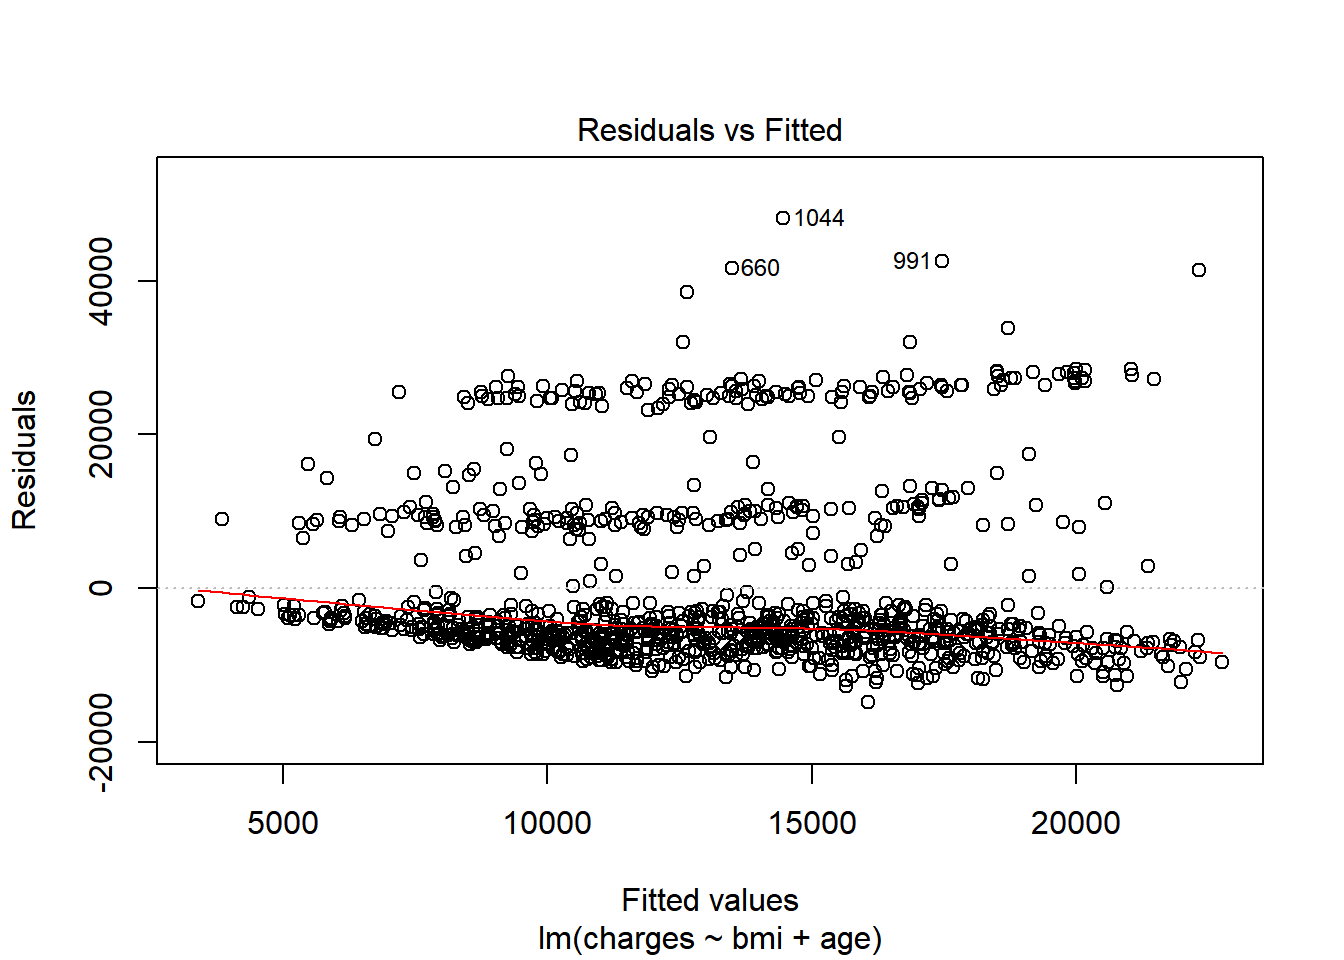 Residuals vs Fitted
1044
660
991
Residuals
40000
20000
0
-20000
5000 10000 15000 20000
Fitted values
lm(charges ~ bmi + age)